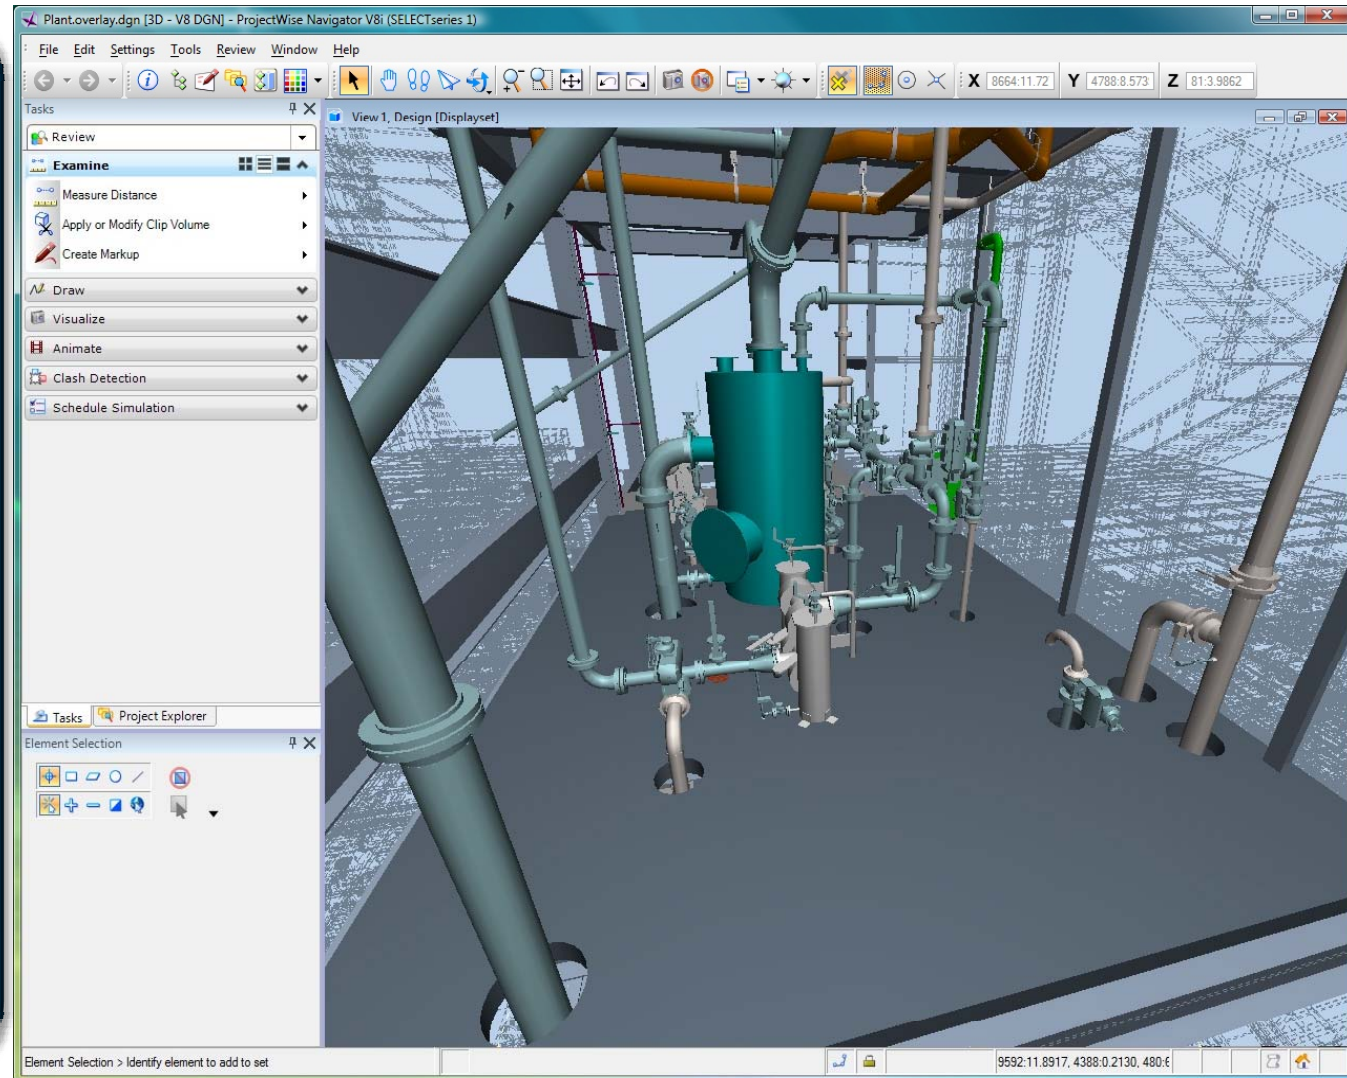 Plant.overlay.dgn [3D - V8 DGN] - ProjectWise Navigator V8i (SELECTseries 1)
File Edit Settings Tools Review Window Help
X 8664:11.72 Y 4788:8.573 Z 81:3.9862
Tasks
View 1, Design [Displayset]
Review
Examine
Measure Distance
Apply or Modify Clip Volume
Create Markup
Draw
Visualize
Animate
Clash Detection
Schedule Simulation
Tasks Project Explorer
Element Selection
Element Selection > Identify element to add to set
9592:11.8917, 4388:0.2130, 480:6